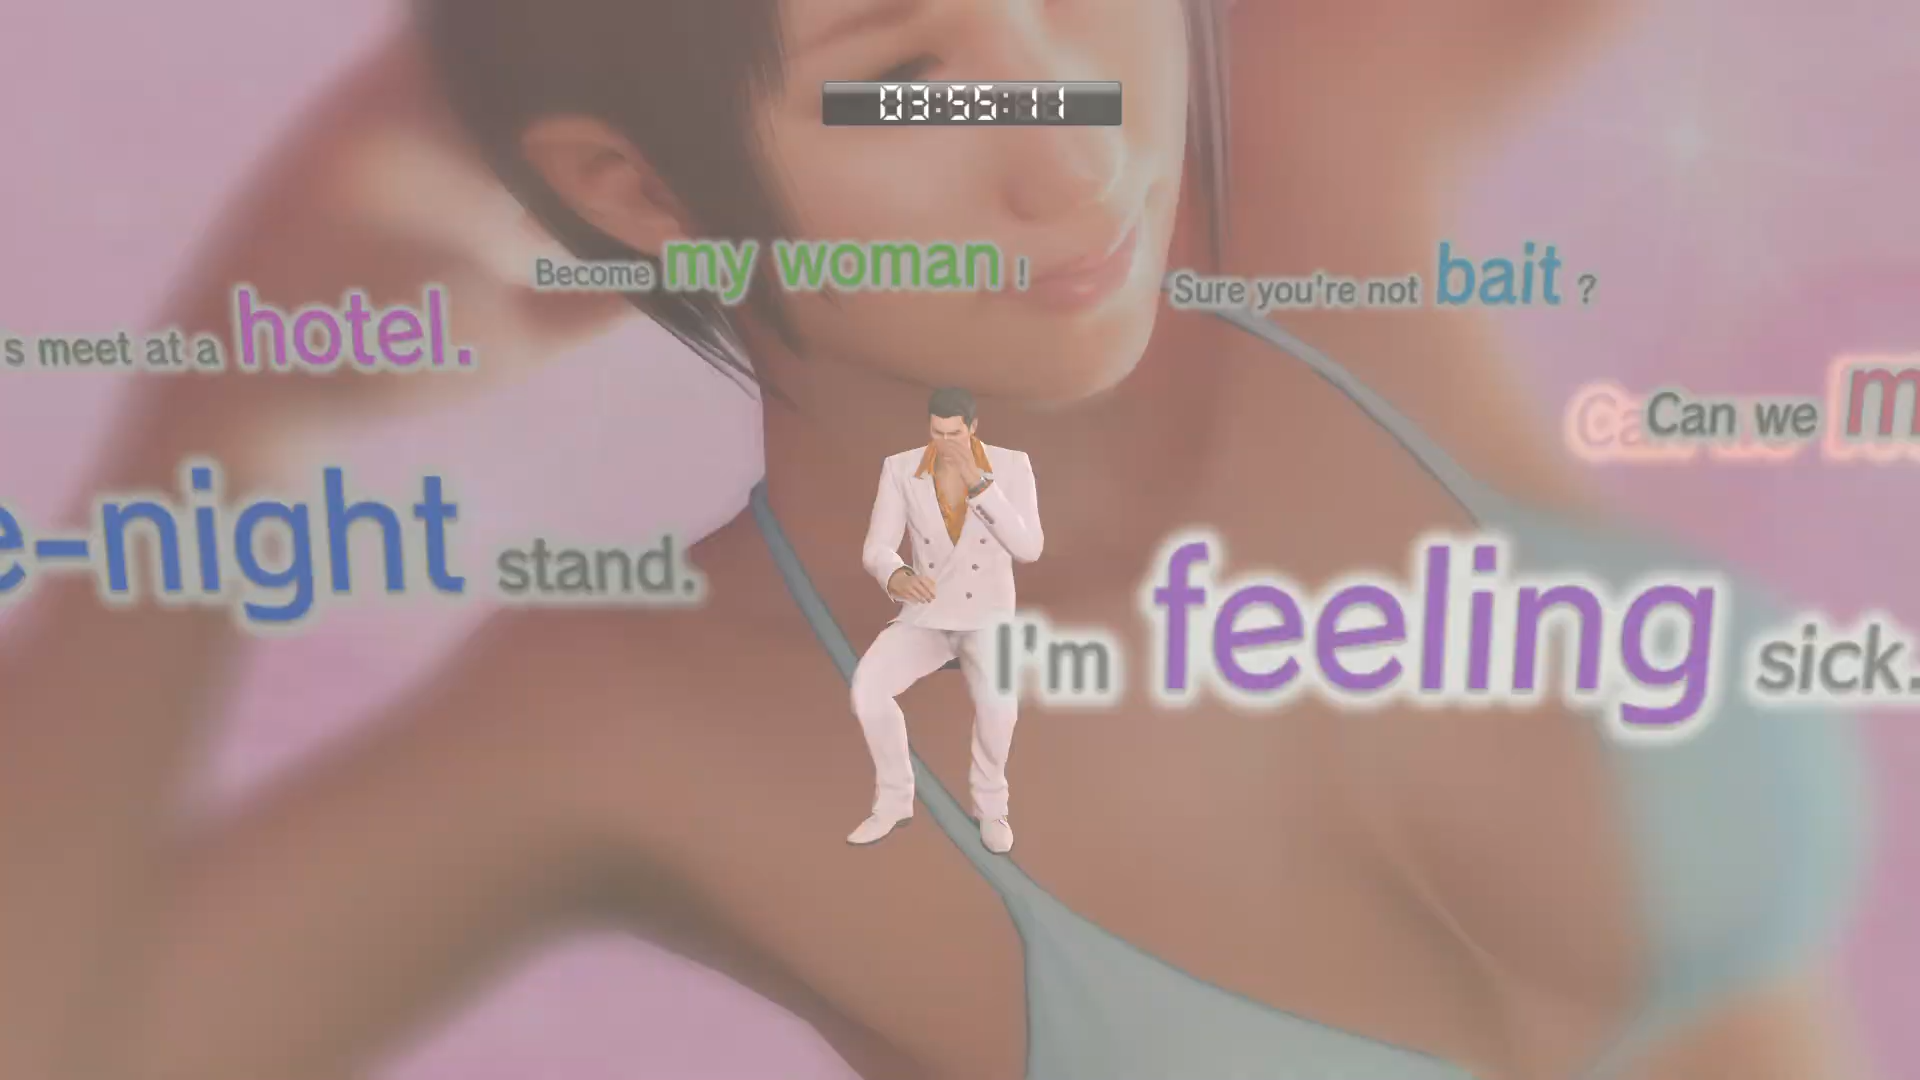 03:55:11
Become my woman !
Sure you're not bait ?
s meet at a hotel.
Can we m
e-night stand.
I'm feeling sick.